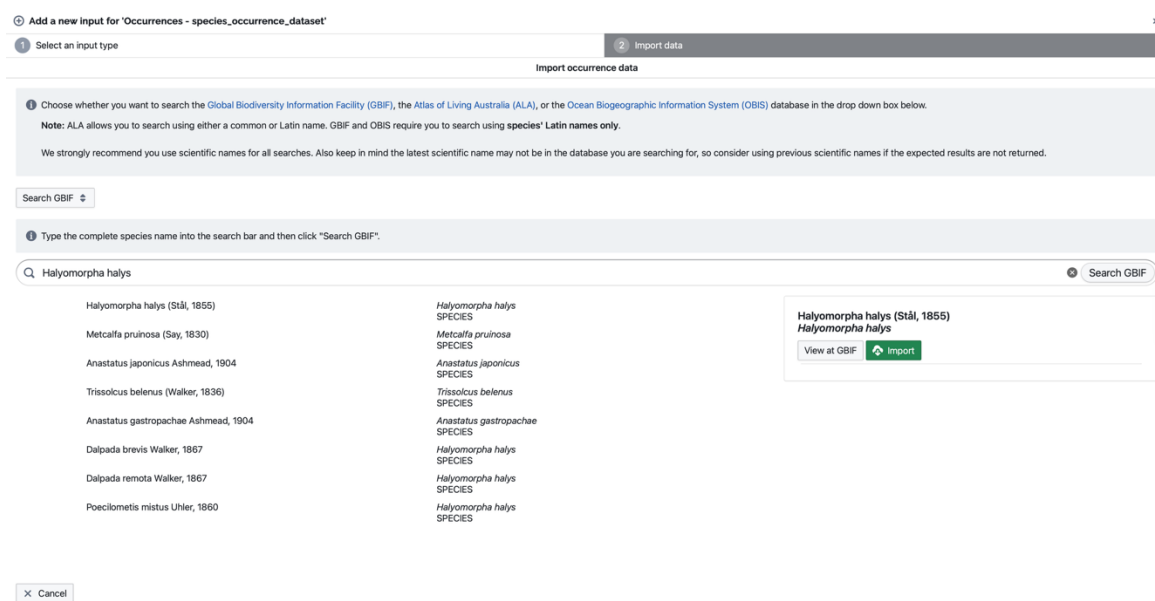 Add a new input for 'Occurrences - species_occurrence_dataset'
1 Select an input type
2 Import data
Import occurrence data
Choose whether you want to search the Global Biodiversity Information Facility (GBIF), the Atlas of Living Australia (ALA), or the Ocean Biogeographic Information System (OBIS) database in the drop down box below.
Note: ALA allows you to search using either a common or Latin name. GBIF and OBIS require you to search using species' Latin names only.
We strongly recommend you use scientific names for all searches. Also keep in mind the latest scientific name may not be in the database you are searching for, so consider using previous scientific names if the expected results are not returned.
Search GBIF
Type the complete species name into the search bar and then click "Search GBIF".
Halyomorpha halys
Search GBIF
Halyomorpha halys (Stål, 1855)
Halyomorpha halys
SPECIES
Metcalfa pruinosa (Say, 1830)
Metcalfa pruinosa
SPECIES
Anastatus japonicus Ashmead, 1904
Anastatus japonicus
SPECIES
Trissolcus belenus (Walker, 1836)
Trissolcus belenus
SPECIES
Anastatus gastropachae Ashmead, 1904
Anastatus gastropachae
SPECIES
Dalpada brevis Walker, 1867
Halyomorpha halys
SPECIES
Dalpada remota Walker, 1867
Halyomorpha halys
SPECIES
Poecilometis mistus Uhler, 1860
Halyomorpha halys
SPECIES
Halyomorpha halys (Stål, 1855)
Halyomorpha halys
View at GBIF
Import
Cancel